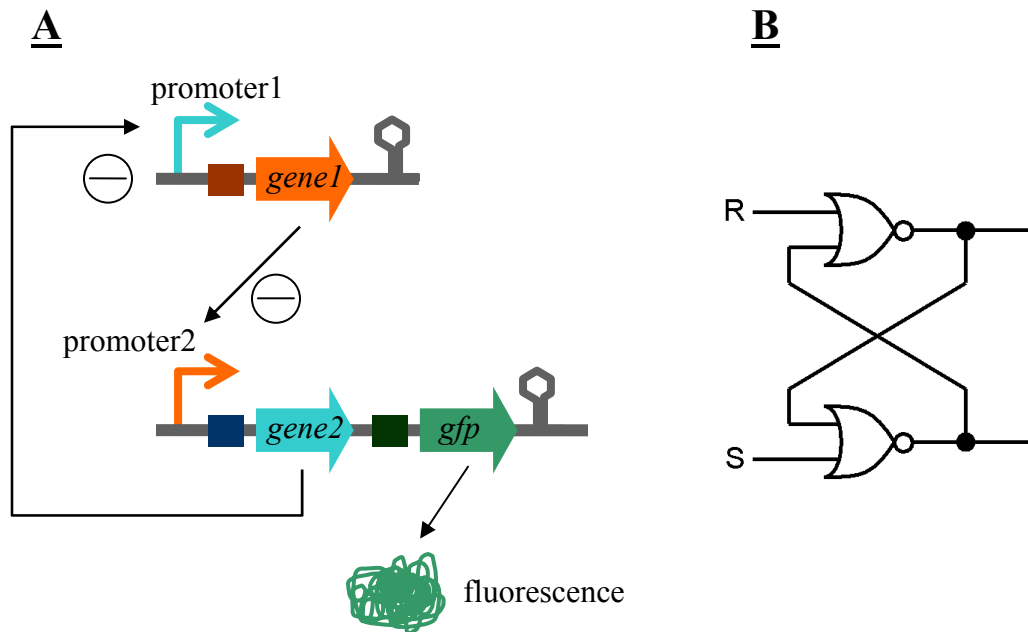 A
B
promoter1
gene1
R
promoter2
gene2
gfp
S
fluorescence